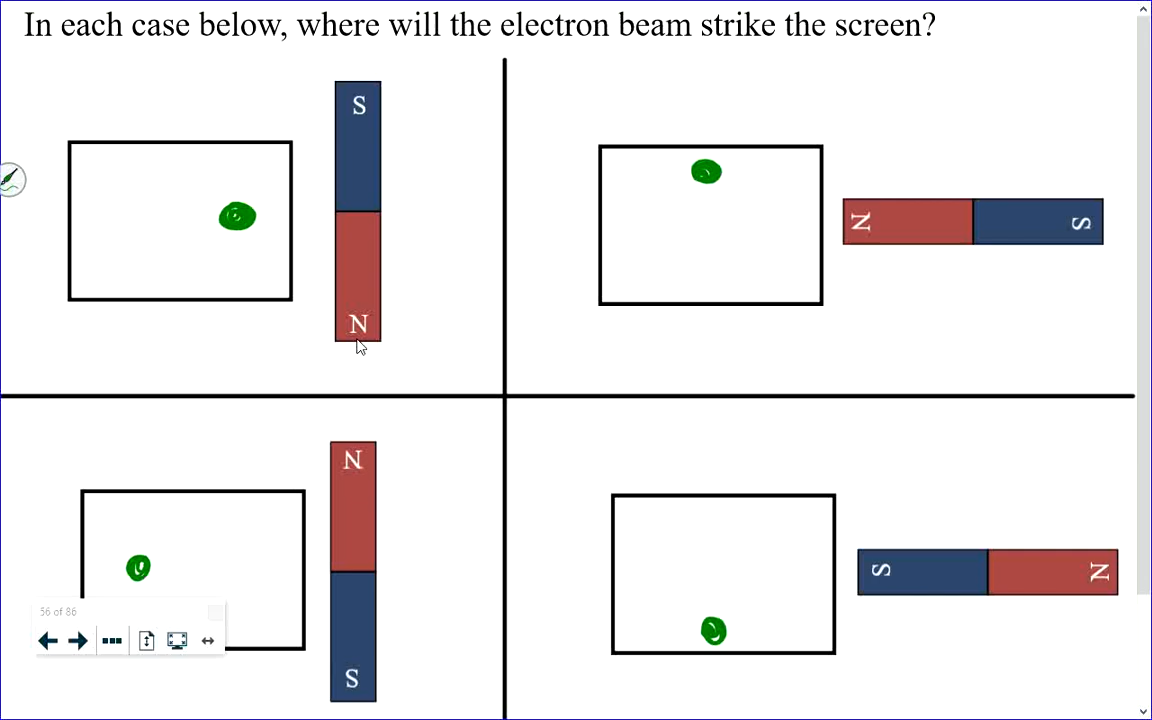 In each case below, where will the electron beam strike the screen?
S
N
N S
N
S
S N
56 of 86